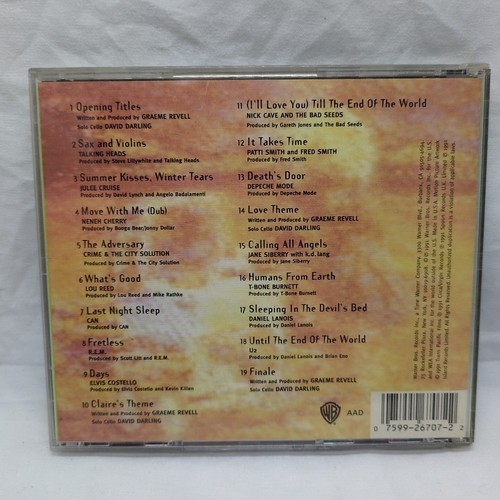 1 Opening Titles
Written and Produced by GRAEME REVELL
Solo Cello DAVID DARLING
2 Sax and Violins
TALKING HEADS
Produced by Steve Lillywhite and Talking Heads
3 Summer Kisses, Winter Tears
JULEE CRUISE
Produced by David Lynch and Angelo Badalamenti
4 Move With Me (Dub)
NENEH CHERRY
Produced by Booga Bear/Jonny Dollar
5 The Adversary
CRIME & THE CITY SOLUTION
Produced by Crime & The City Solution
6 What's Good
LOU REED
Produced by Lou Reed and Mike Rathke
7 Last Night Sleep
CAN
Produced by CAN
8 Fretless
R.E.M.
Produced by Scott Litt and R.E.M.
9 Days
ELVIS COSTELLO
Produced by Elvis Costello and Kevin Killen
10 Claire's Theme
Written and Produced by GRAEME REVELL
Solo Cello DAVID DARLING
11 (I'll Love You) Till The End Of The World
NICK CAVE AND THE BAD SEEDS
Produced by Gareth Jones and The Bad Seeds
12 It Takes Time
PATTI SMITH and FRED SMITH
Produced by Fred Smith
13 Death's Door
DEPECHE MODE
Produced by Depeche Mode
14 Love Theme
Written and Produced by GRAEME REVELL
Solo Cello DAVID DARLING
15 Calling All Angels
JANE SIBERRY with k.d. lang
Produced by Jane Siberry
16 Humans From Earth
T-BONE BURNETT
Produced by T-Bone Burnett
17 Sleeping In The Devil's Bed
DANIEL LANOIS
Produced by Daniel Lanois
18 Until The End Of The World
U2
Produced by Daniel Lanois and Brian Eno
19 Finale
Written and Produced by GRAEME REVELL
Solo Cello DAVID DARLING
WB
AAD
0 7599-26707-2 2